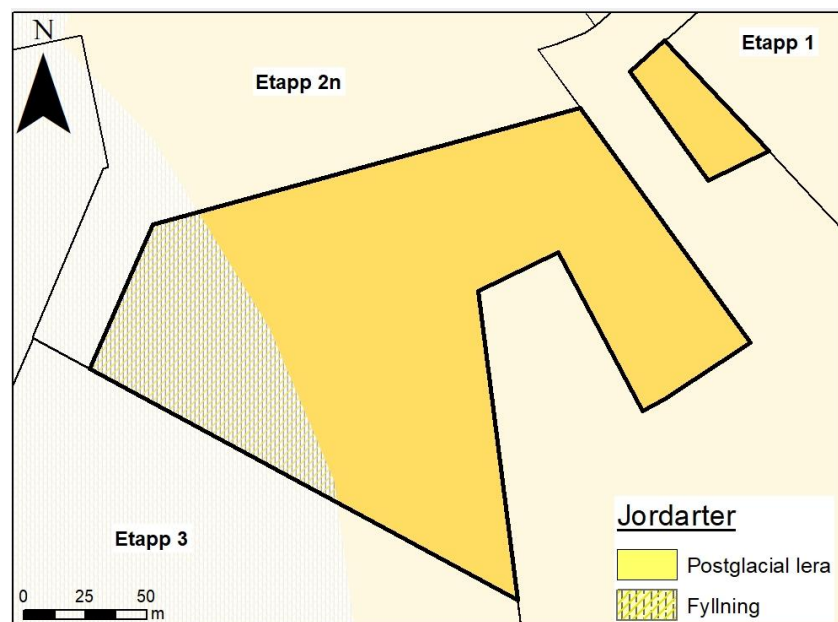 N
Etapp 1
Etapp 2n
Etapp 3
Jordarter
Postglacial lera
Fyllning
0 25 50
m